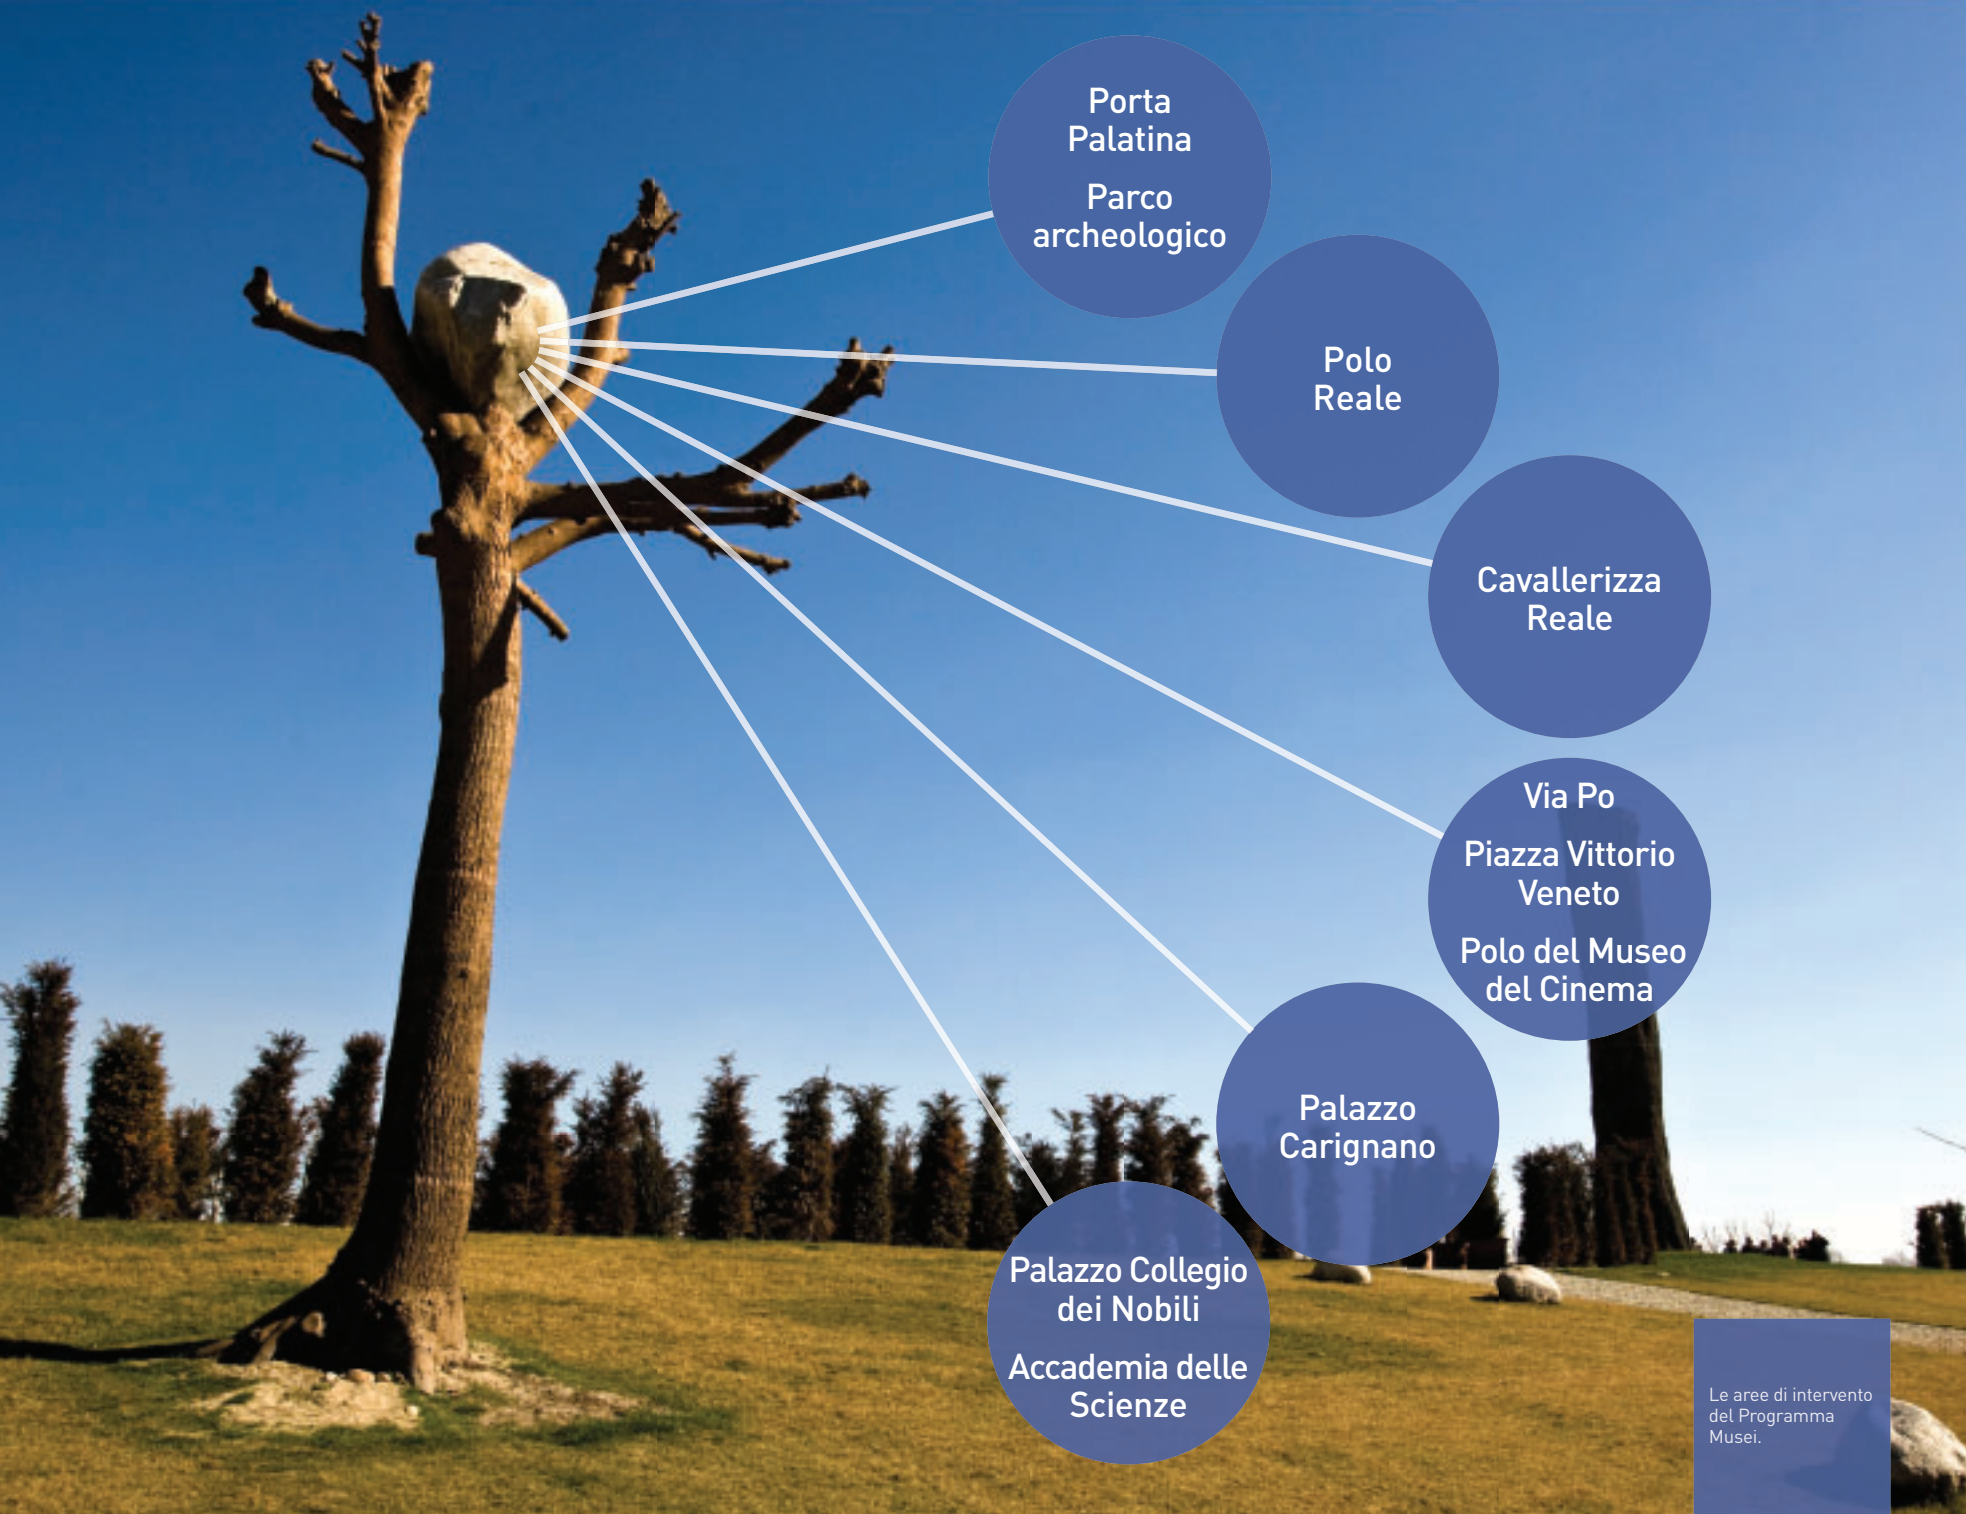 Porta
Palatina
Parco
archeologico
Polo
Reale
Cavallerizza
Reale
Via Po
Piazza Vittorio
Veneto
Polo del Museo
del Cinema
Palazzo
Carignano
Palazzo Collegio
dei Nobili
Accademia delle
Scienze
Le aree di intervento
del Programma
Musei.